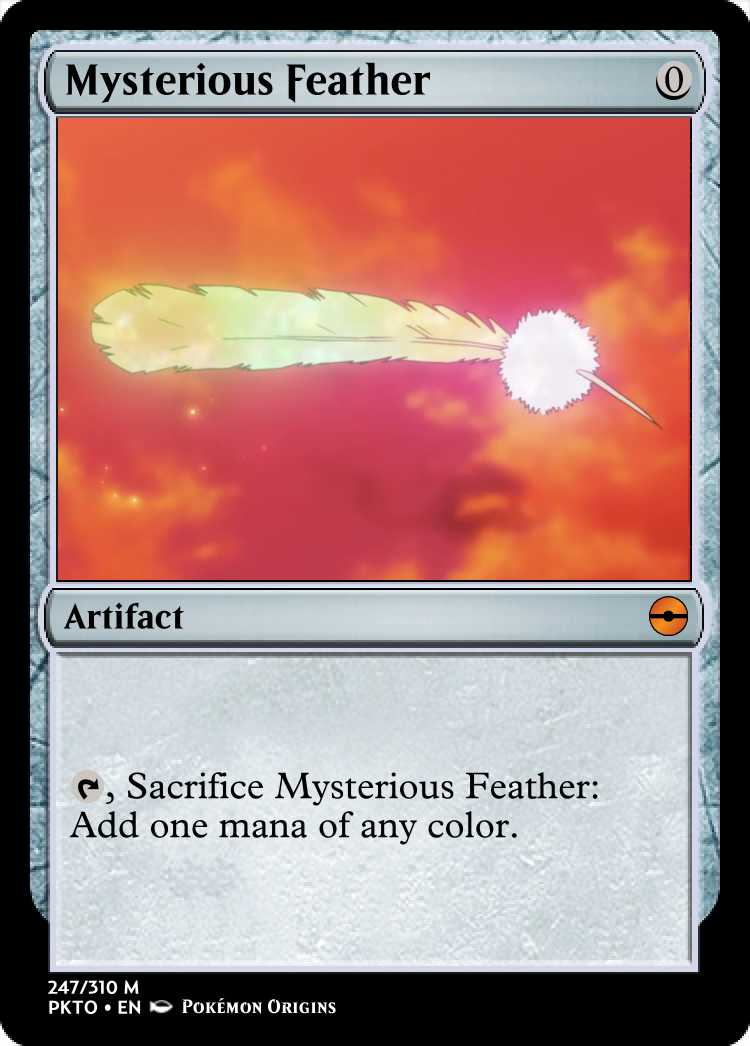 Mysterious Feather 0
Artifact
, Sacrifice Mysterious Feather:
Add one mana of any color.
247/310 M
PKTO • EN Pokémon Origins